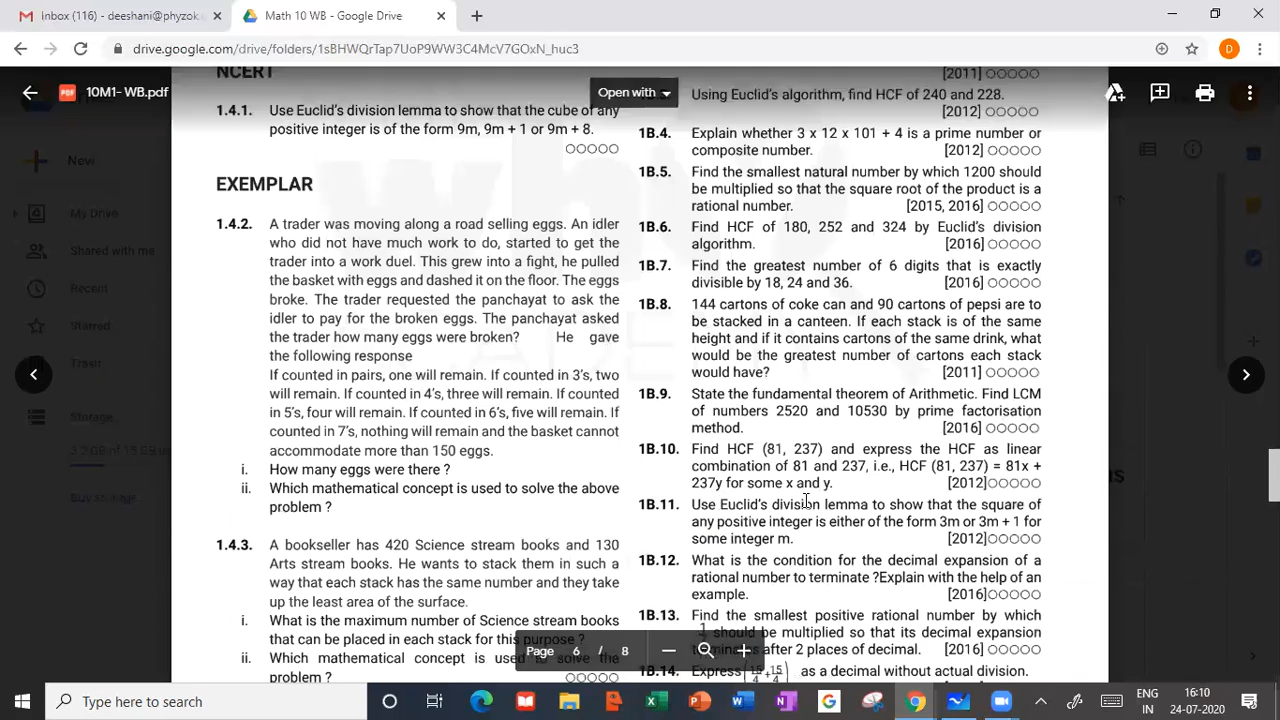 inbox (116) - deeshani@phyzok.
Math 10 WB - Google Drive
drive.google.com/drive/folders/1sBHWQrTap7UoP9WW3C4McV7GOxN_huc3
D
PDF 10M1- WB.pdf
Open with
New
My Drive
Shared with me
Recent
Starred
Storage
NCERT
1.4.1. Use Euclid's division lemma to show that the cube of any
positive integer is of the form 9m, 9m + 1 or 9m + 8.
EXEMPLAR
1.4.2. A trader was moving along a road selling eggs. An idler
who did not have much work to do, started to get the
trader into a work duel. This grew into a fight, he pulled
the basket with eggs and dashed it on the floor. The eggs
broke. The trader requested the panchayat to ask the
idler to pay for the broken eggs. The panchayat asked
the trader how many eggs were broken? He gave
the following response
If counted in pairs, one will remain. If counted in 3's, two
will remain. If counted in 4's, three will remain. If counted
in 5's, four will remain. If counted in 6's, five will remain. If
counted in 7's, nothing will remain and the basket cannot
accommodate more than 150 eggs.
i. How many eggs were there ?
ii. Which mathematical concept is used to solve the above
problem ?
1.4.3. A bookseller has 420 Science stream books and 130
Arts stream books. He wants to stack them in such a
way that each stack has the same number and they take
up the least area of the surface.
i. What is the maximum number of Science stream books
that can be placed in each stack for this purpose ?
ii. Which mathematical concept is used to solve the
problem ?
[2011]
Using Euclid's algorithm, find HCF of 240 and 228.
[2012]
1B.4. Explain whether 3 x 12 x 101 + 4 is a prime number or
composite number. [2012]
1B.5. Find the smallest natural number by which 1200 should
be multiplied so that the square root of the product is a
rational number. [2015, 2016]
1B.6. Find HCF of 180, 252 and 324 by Euclid's division
algorithm. [2016]
1B.7. Find the greatest number of 6 digits that is exactly
divisible by 18, 24 and 36. [2016]
1B.8. 144 cartons of coke can and 90 cartons of pepsi are to
be stacked in a canteen. If each stack is of the same
height and if it contains cartons of the same drink, what
would be the greatest number of cartons each stack
would have? [2011]
1B.9. State the fundamental theorem of Arithmetic. Find LCM
of numbers 2520 and 10530 by prime factorisation
method. [2016]
1B.10. Find HCF (81, 237) and express the HCF as linear
combination of 81 and 237, i.e., HCF (81, 237) = 81x +
237y for some x and y. [2012]
1B.11. Use Euclid's division lemma to show that the square of
any positive integer is either of the form 3m or 3m + 1 for
some integer m. [2012]
1B.12. What is the condition for the decimal expansion of a
rational number to terminate ?Explain with the help of an
example. [2016]
1B.13. Find the smallest positive rational number by which
should be multiplied so that its decimal expansion
after 2 places of decimal. [2016]
1B.14. Express (15/4 + 15/4) as a decimal without actual division.
Page 6 / 8
Type here to search
ENG
IN
16:10
24-07-2020